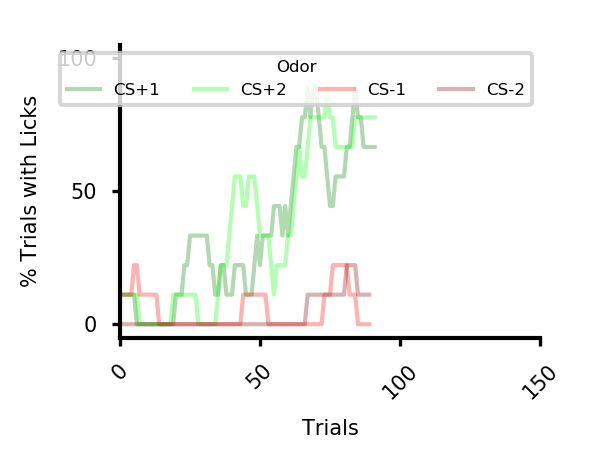 100
Odor
CS+1 CS+2 CS-1 CS-2
% Trials with Licks
50
0
0 50 100 150
Trials